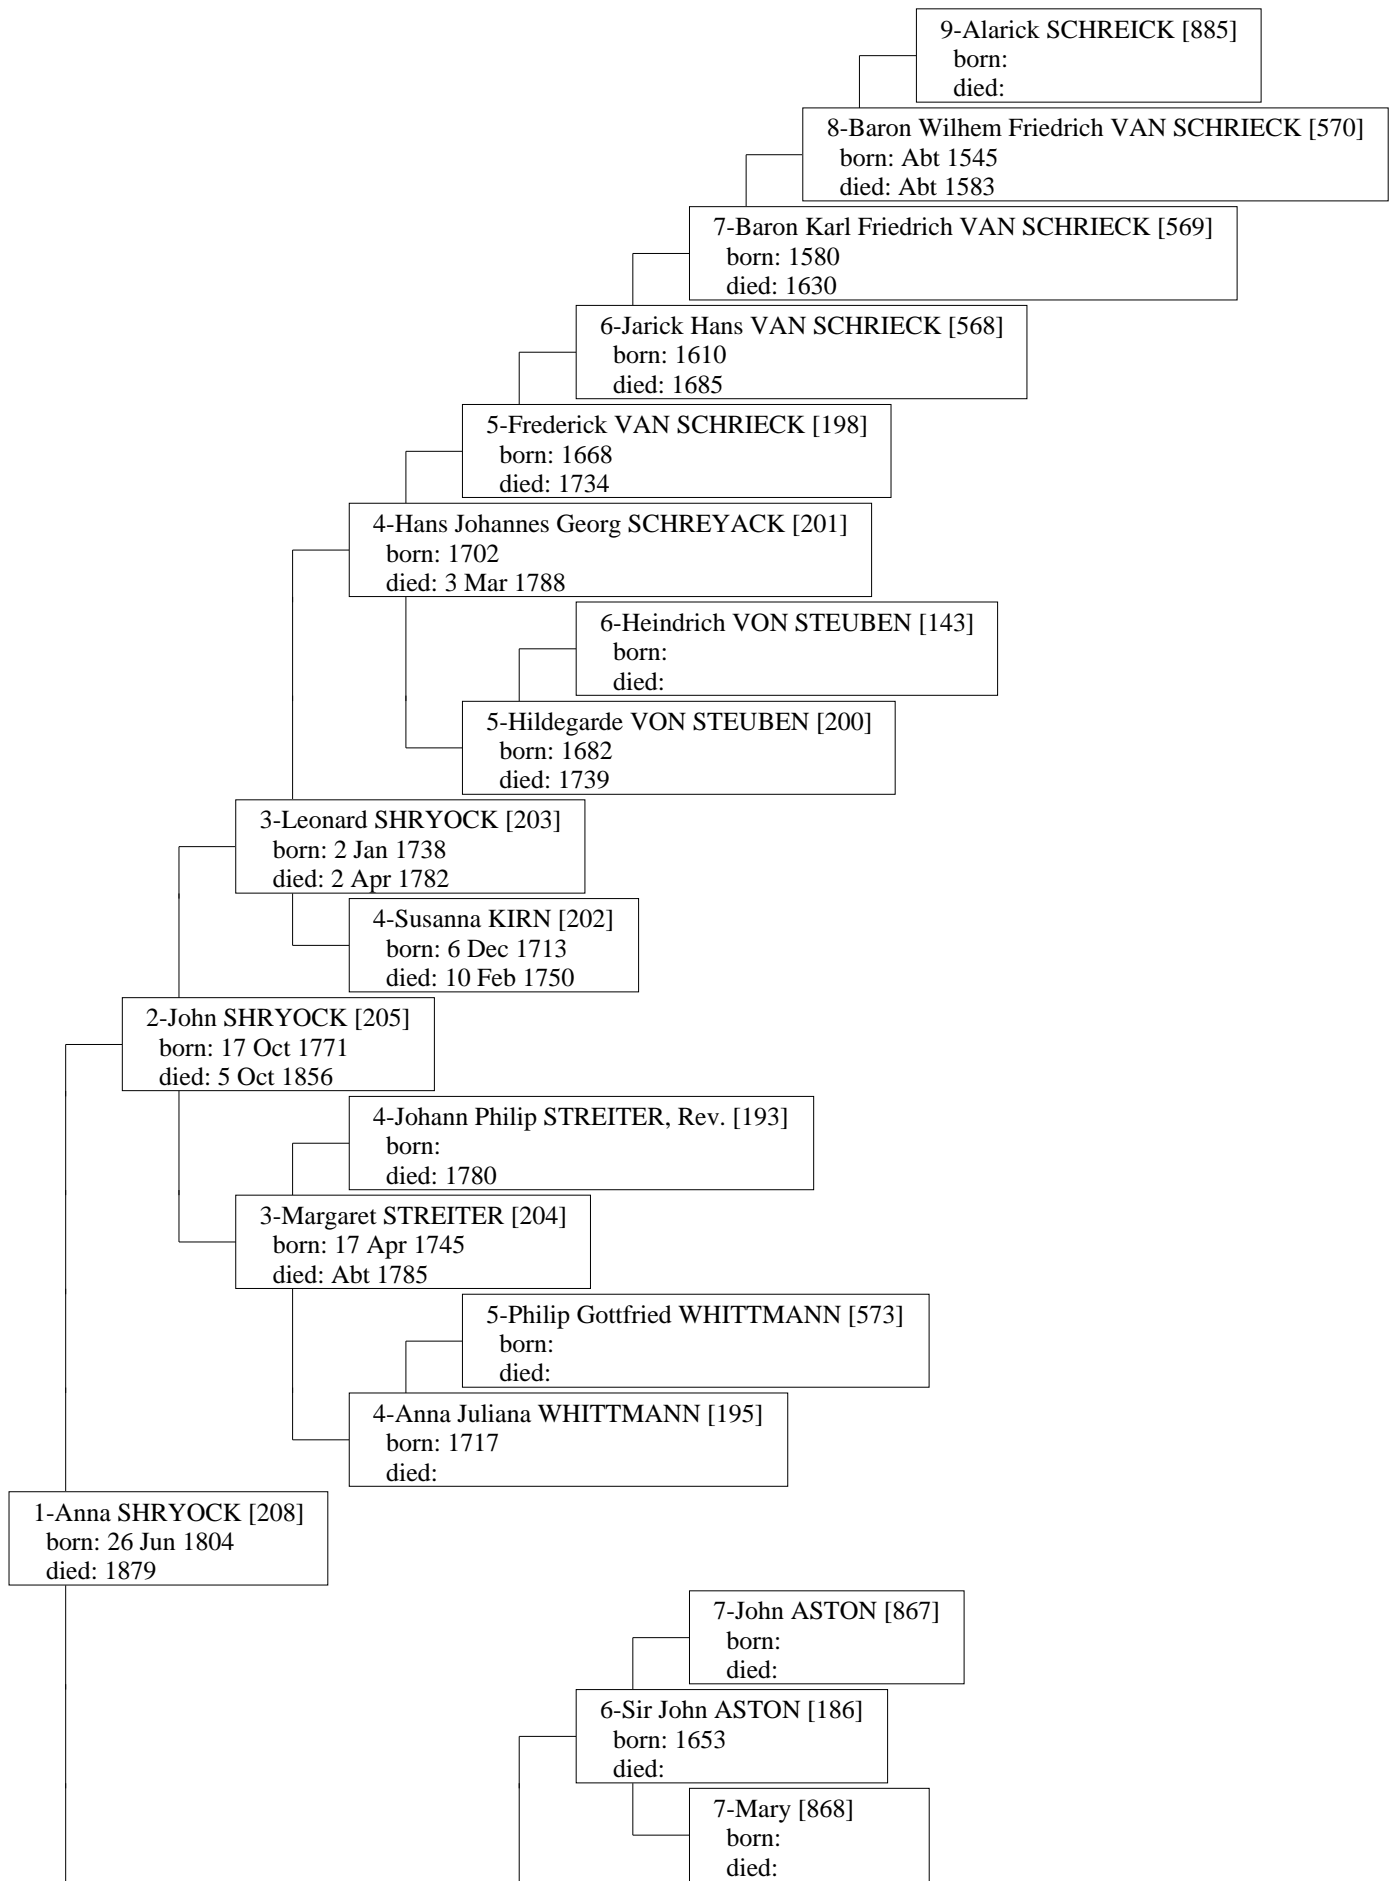 9-Alarick SCHREICK [885]
born:
died:
8-Baron Wilhem Friedrich VAN SCHRIECK [570]
born: Abt 1545
died: Abt 1583
7-Baron Karl Friedrich VAN SCHRIECK [569]
born: 1580
died: 1630
6-Jarick Hans VAN SCHRIECK [568]
born: 1610
died: 1685
5-Frederick VAN SCHRIECK [198]
born: 1668
died: 1734
4-Hans Johannes Georg SCHREYACK [201]
born: 1702
died: 3 Mar 1788
6-Heindrich VON STEUBEN [143]
born:
died:
5-Hildegarde VON STEUBEN [200]
born: 1682
died: 1739
3-Leonard SHRYOCK [203]
born: 2 Jan 1738
died: 2 Apr 1782
4-Susanna KIRN [202]
born: 6 Dec 1713
died: 10 Feb 1750
2-John SHRYOCK [205]
born: 17 Oct 1771
died: 5 Oct 1856
4-Johann Philip STREITER, Rev. [193]
born:
died: 1780
3-Margaret STREITER [204]
born: 17 Apr 1745
died: Abt 1785
5-Philip Gottfried WHITTMANN [573]
born:
died:
4-Anna Juliana WHITTMANN [195]
born: 1717
died:
1-Anna SHRYOCK [208]
born: 26 Jun 1804
died: 1879
7-John ASTON [867]
born:
died:
6-Sir John ASTON [186]
born: 1653
died:
7-Mary [868]
born:
died: